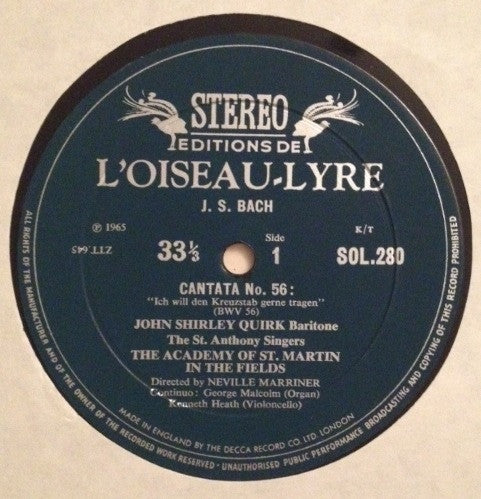 STEREO
EDITIONS DE
L'OISEAU-LYRE
J. S. BACH
℗ 1965
K/T
ZTT. 645
33⅓
Side
1
SOL.280
CANTATA No. 56:
"Ich will den Kreuzstab gerne tragen"
(BWV 56)
JOHN SHIRLEY QUIRK Baritone
The St. Anthony Singers
THE ACADEMY OF ST. MARTIN
IN THE FIELDS
Directed by NEVILLE MARRINER
Continuo: George Malcolm (Organ)
Kenneth Heath (Violoncello)
MADE IN ENGLAND BY THE DECCA RECORD CO. LTD. LONDON
ALL RIGHTS OF THE MANUFACTURER AND OF THE OWNER OF THE RECORDED WORK RESERVED · UNAUTHORISED PUBLIC PERFORMANCE BROADCASTING AND COPYING OF THIS RECORD PROHIBITED